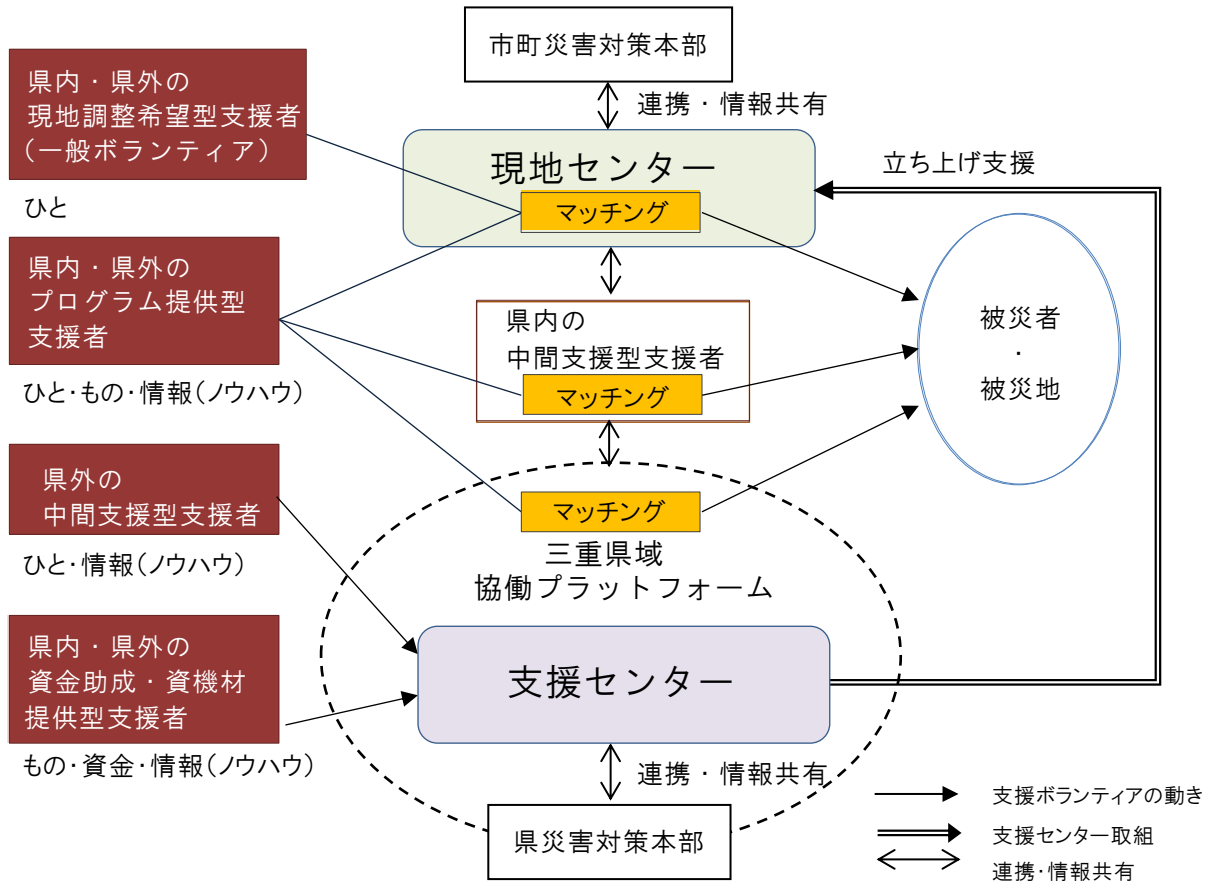 市町災害対策本部
連携・情報共有
県内・県外の
現地調整希望型支援者
(一般ボランティア)
ひと
現地センター
マッチング
立ち上げ支援
県内・県外の
プログラム提供型
支援者
ひと・もの・情報(ノウハウ)
県内の
中間支援型支援者
マッチング
被災者
・
被災地
県外の
中間支援型支援者
ひと・情報(ノウハウ)
マッチング
三重県域
協働プラットフォーム
県内・県外の
資金助成・資機材
提供型支援者
もの・資金・情報(ノウハウ)
支援センター
連携・情報共有
県災害対策本部
支援ボランティアの動き
支援センター取組
連携・情報共有